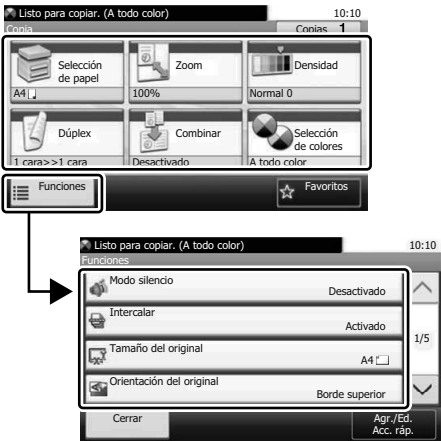 Listo para copiar. (A todo color) 10:10
Copia Copias 1
Selección de papel
A4
Zoom
100%
Densidad
Normal 0
Dúplex
1 cara>>1 cara
Combinar
Desactivado
Selección de colores
A todo color
Funciones
Favoritos
Listo para copiar. (A todo color) 10:10
Funciones
Modo silencio
Desactivado
Intercalar
Activado
1/5
Tamaño del original
A4
Orientación del original
Borde superior
Cerrar
Agr./Ed.
Acc. ráp.